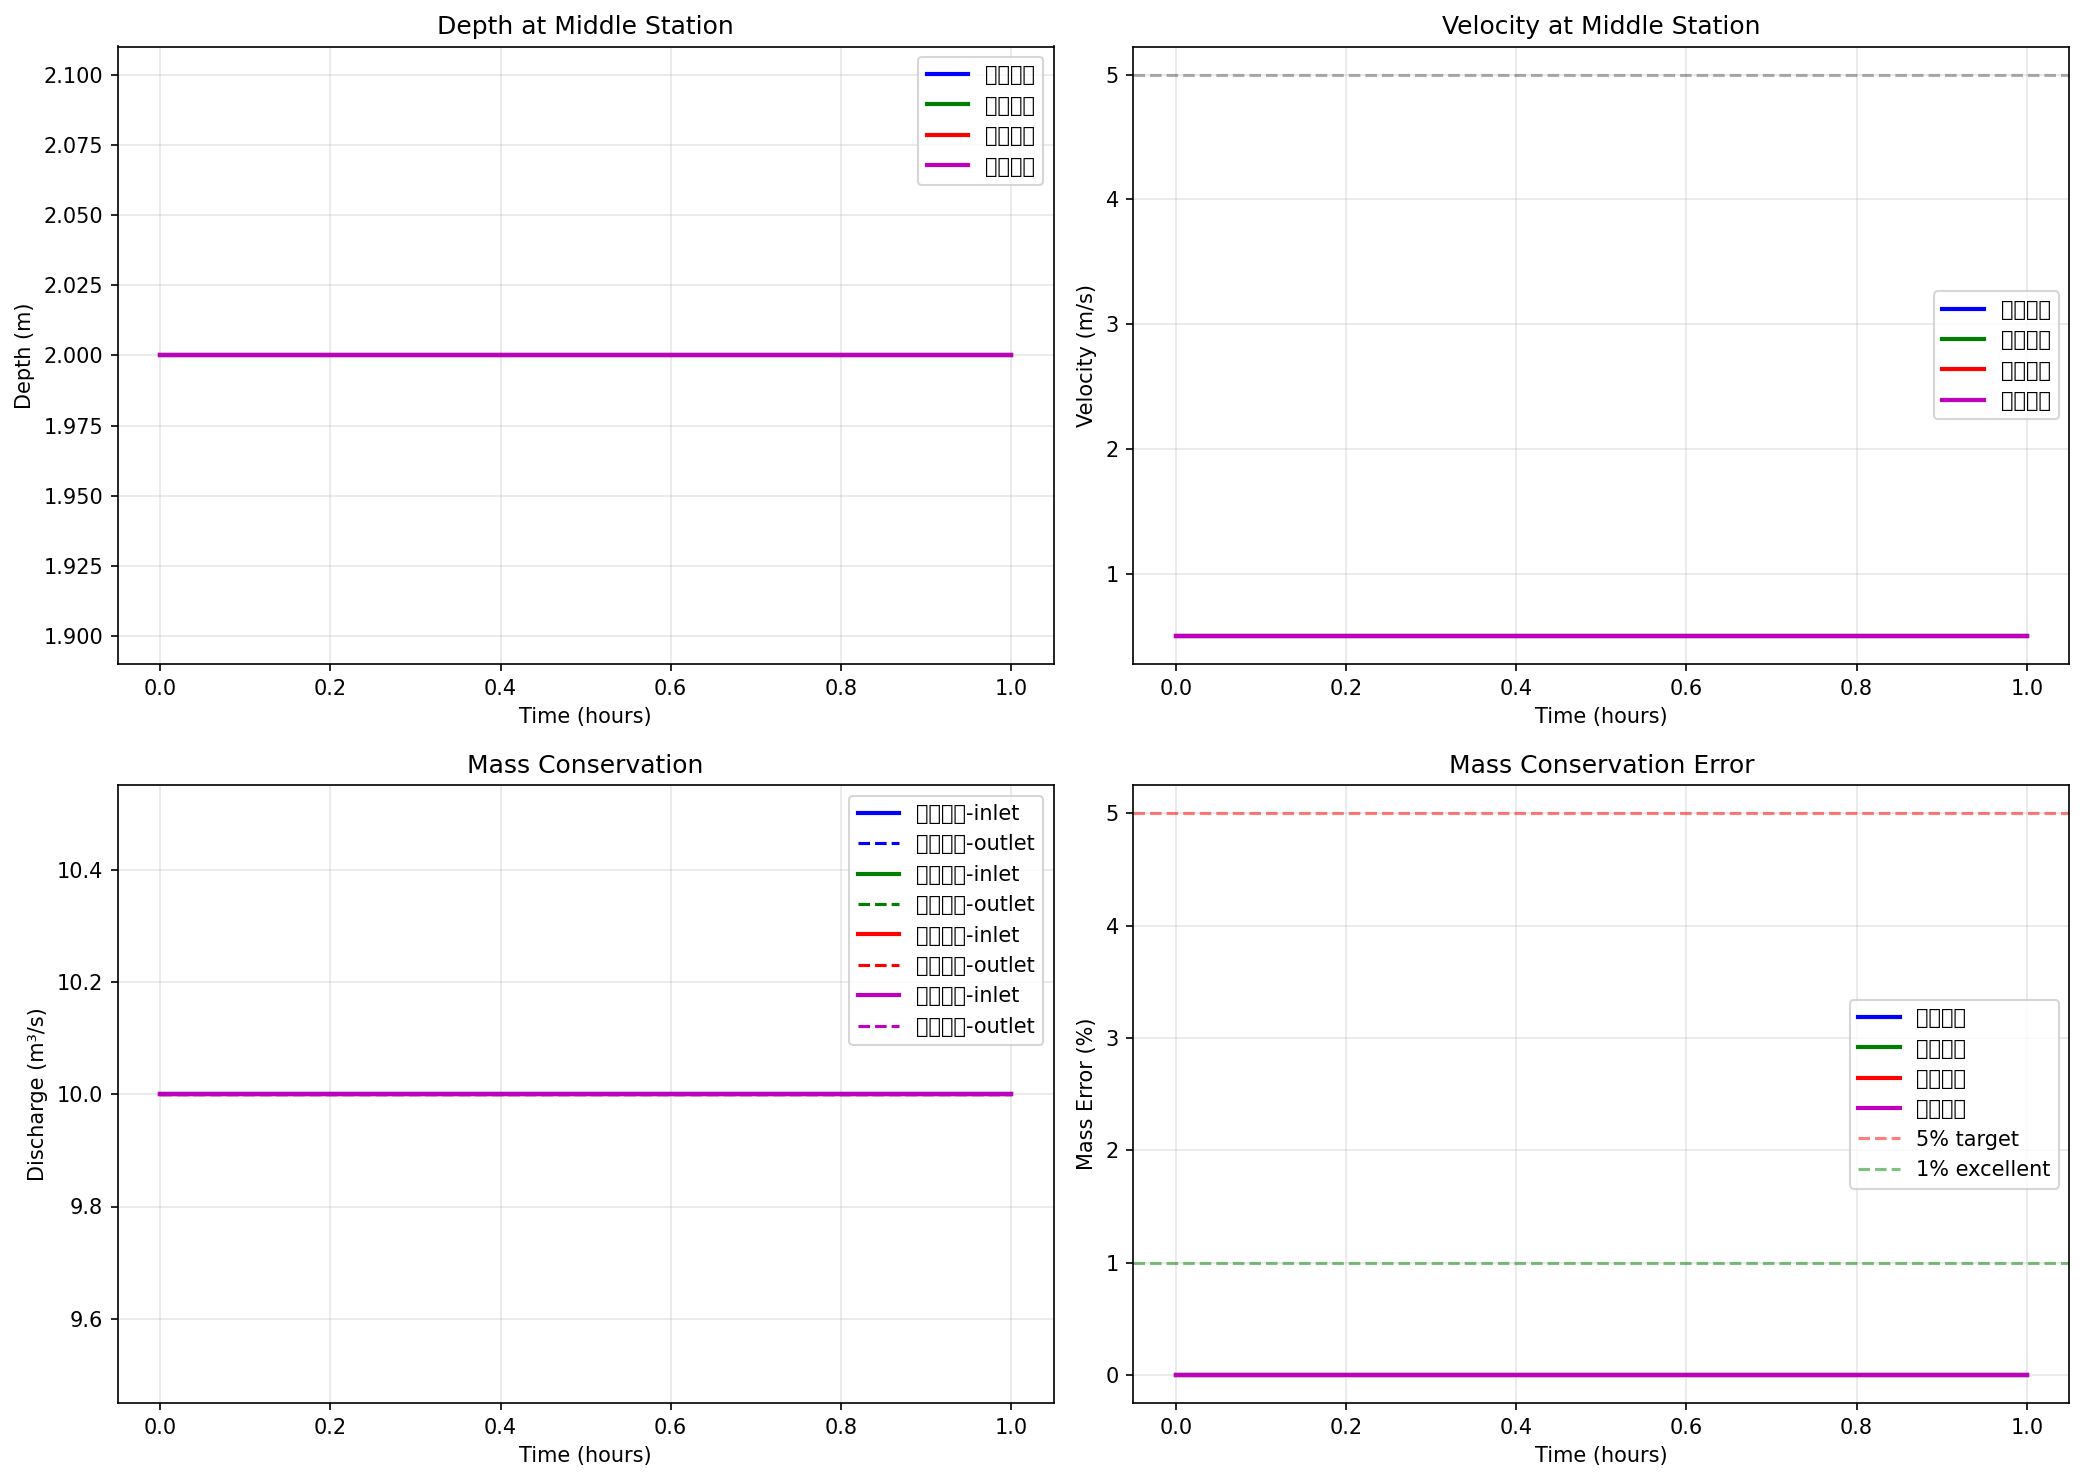 Depth at Middle Station
2.100
2.075
2.050
2.025
2.000
1.975
1.950
1.925
1.900
Depth (m)
0.0 0.2 0.4 0.6 0.8 1.0
Time (hours)
Velocity at Middle Station
5
4
3
2
1
Velocity (m/s)
0.0 0.2 0.4 0.6 0.8 1.0
Time (hours)
Mass Conservation
-inlet
-outlet
-inlet
-outlet
-inlet
-outlet
-inlet
-outlet
10.4
10.2
10.0
9.8
9.6
Discharge (m³/s)
0.0 0.2 0.4 0.6 0.8 1.0
Time (hours)
Mass Conservation Error
5
4
3
2
1
0
Mass Error (%)
5% target
1% excellent
0.0 0.2 0.4 0.6 0.8 1.0
Time (hours)